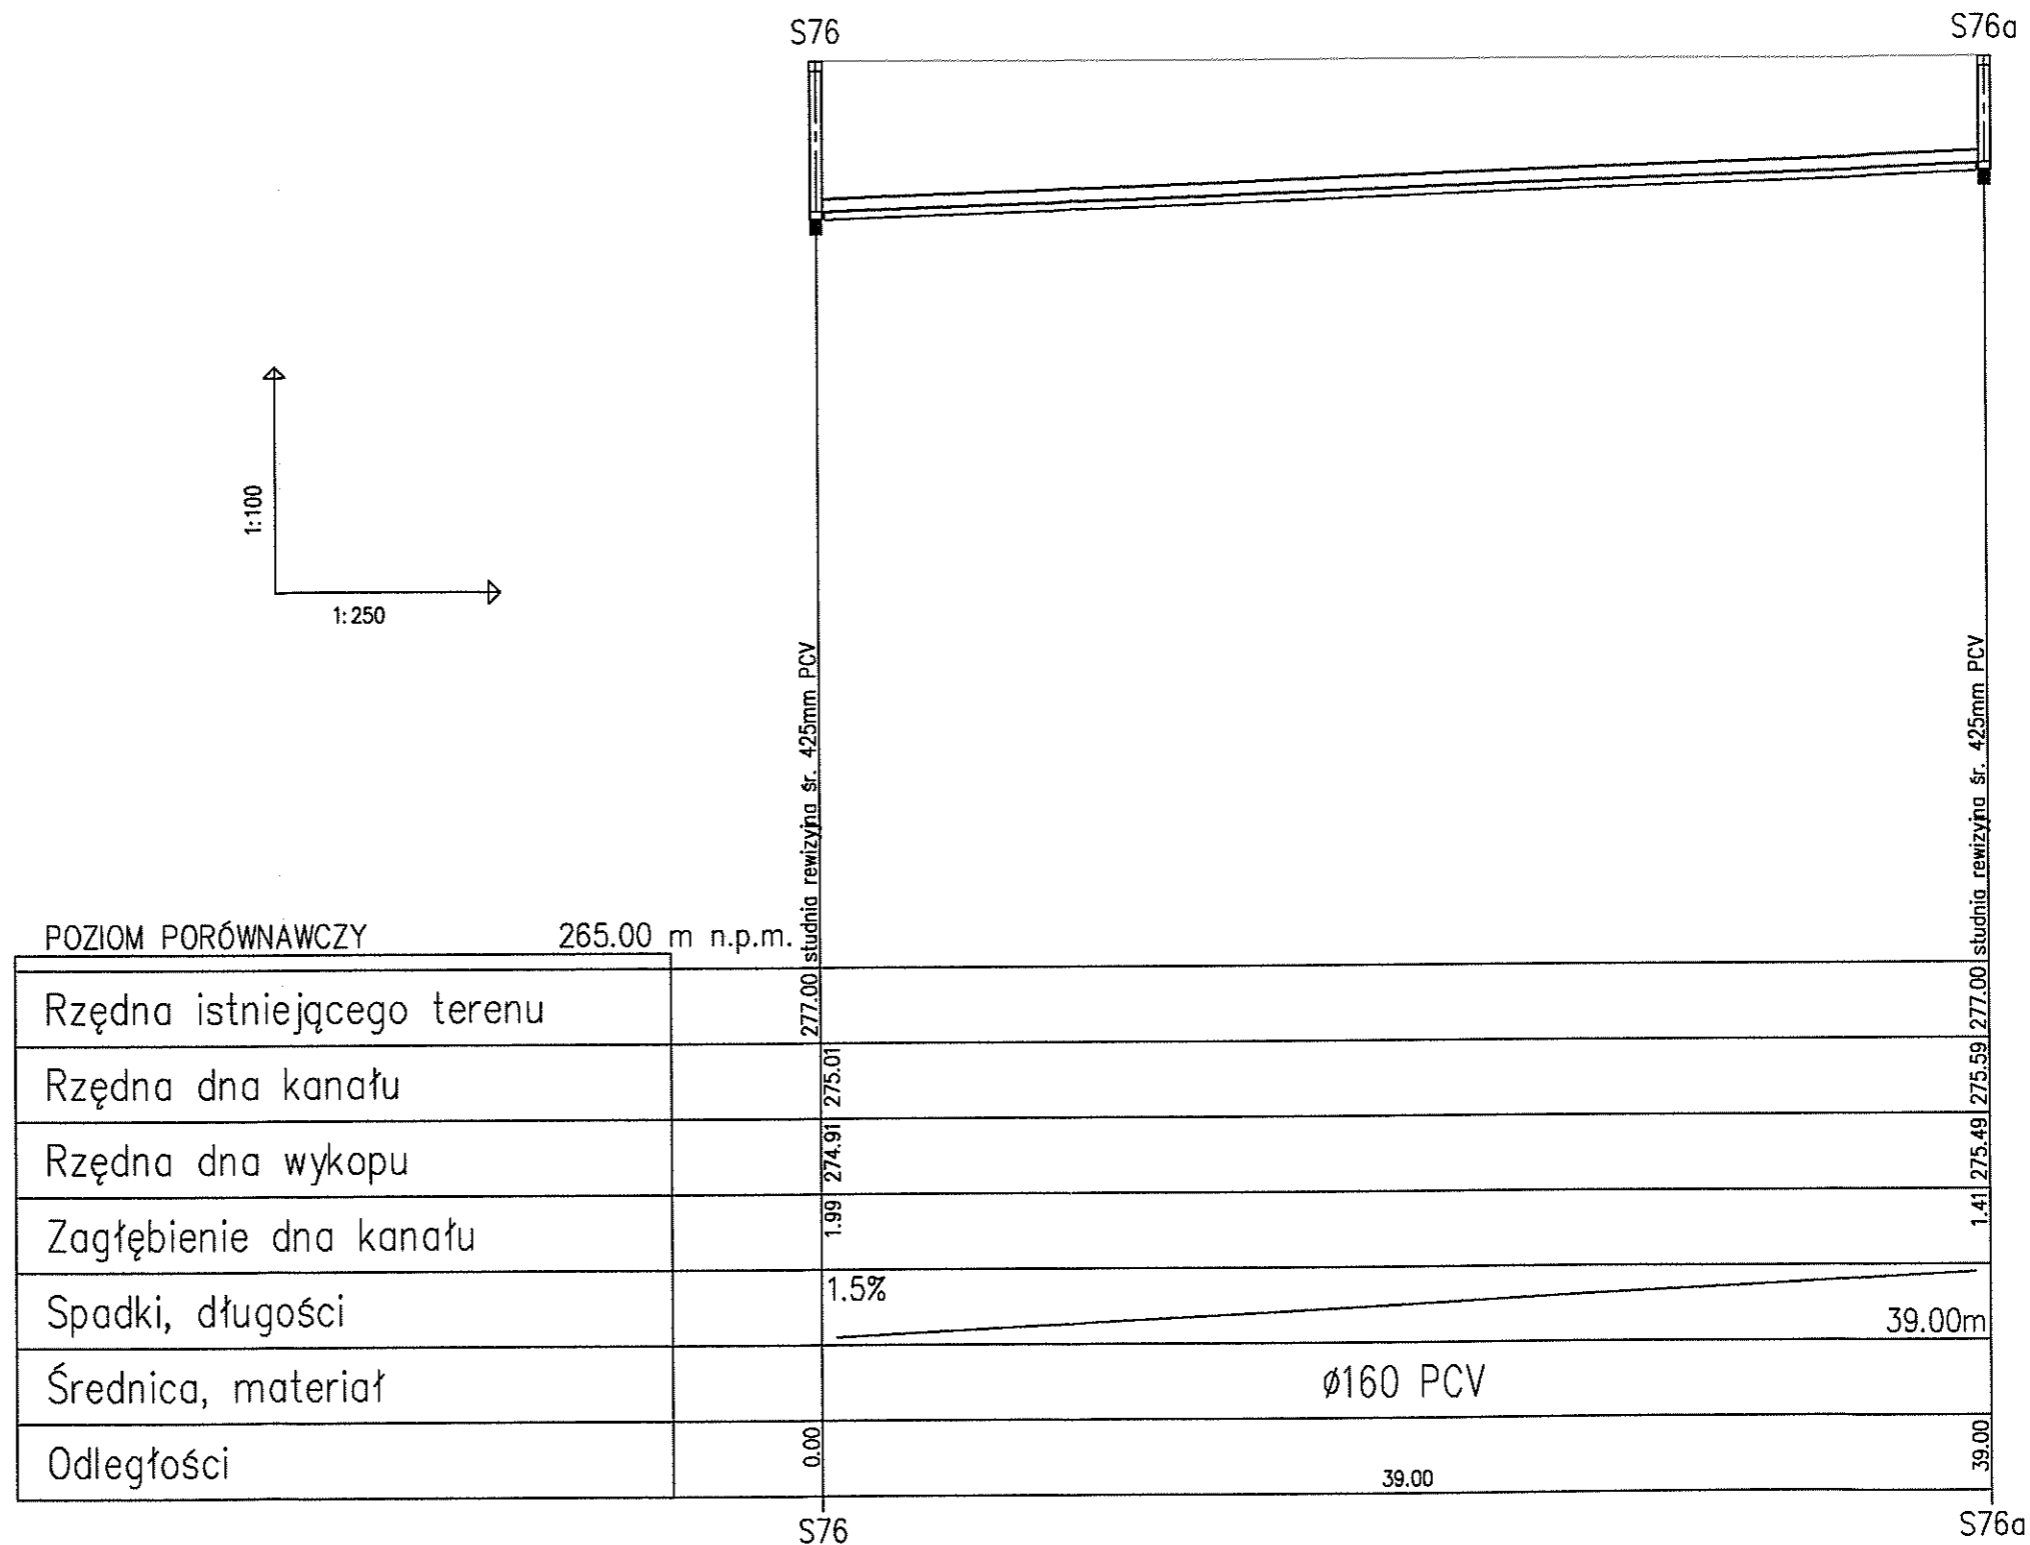 S76
S76a
1:100
1:250
studnia rewizyjna śr. 425mm PCV
studnia rewizyjna śr. 425mm PCV
POZIOM PORÓWNAWCZY 265.00 m n.p.m.
Rzędna istniejącego terenu 277.00 277.00
Rzędna dna kanału 275.01 275.59
Rzędna dna wykopu 274.91 275.49
Zagłębienie dna kanału 1.99 1.41
Spadki, długości 1.5% 39.00m
Średnica, materiał ø160 PCV
Odległości 0.00 39.00 39.00
S76 S76a